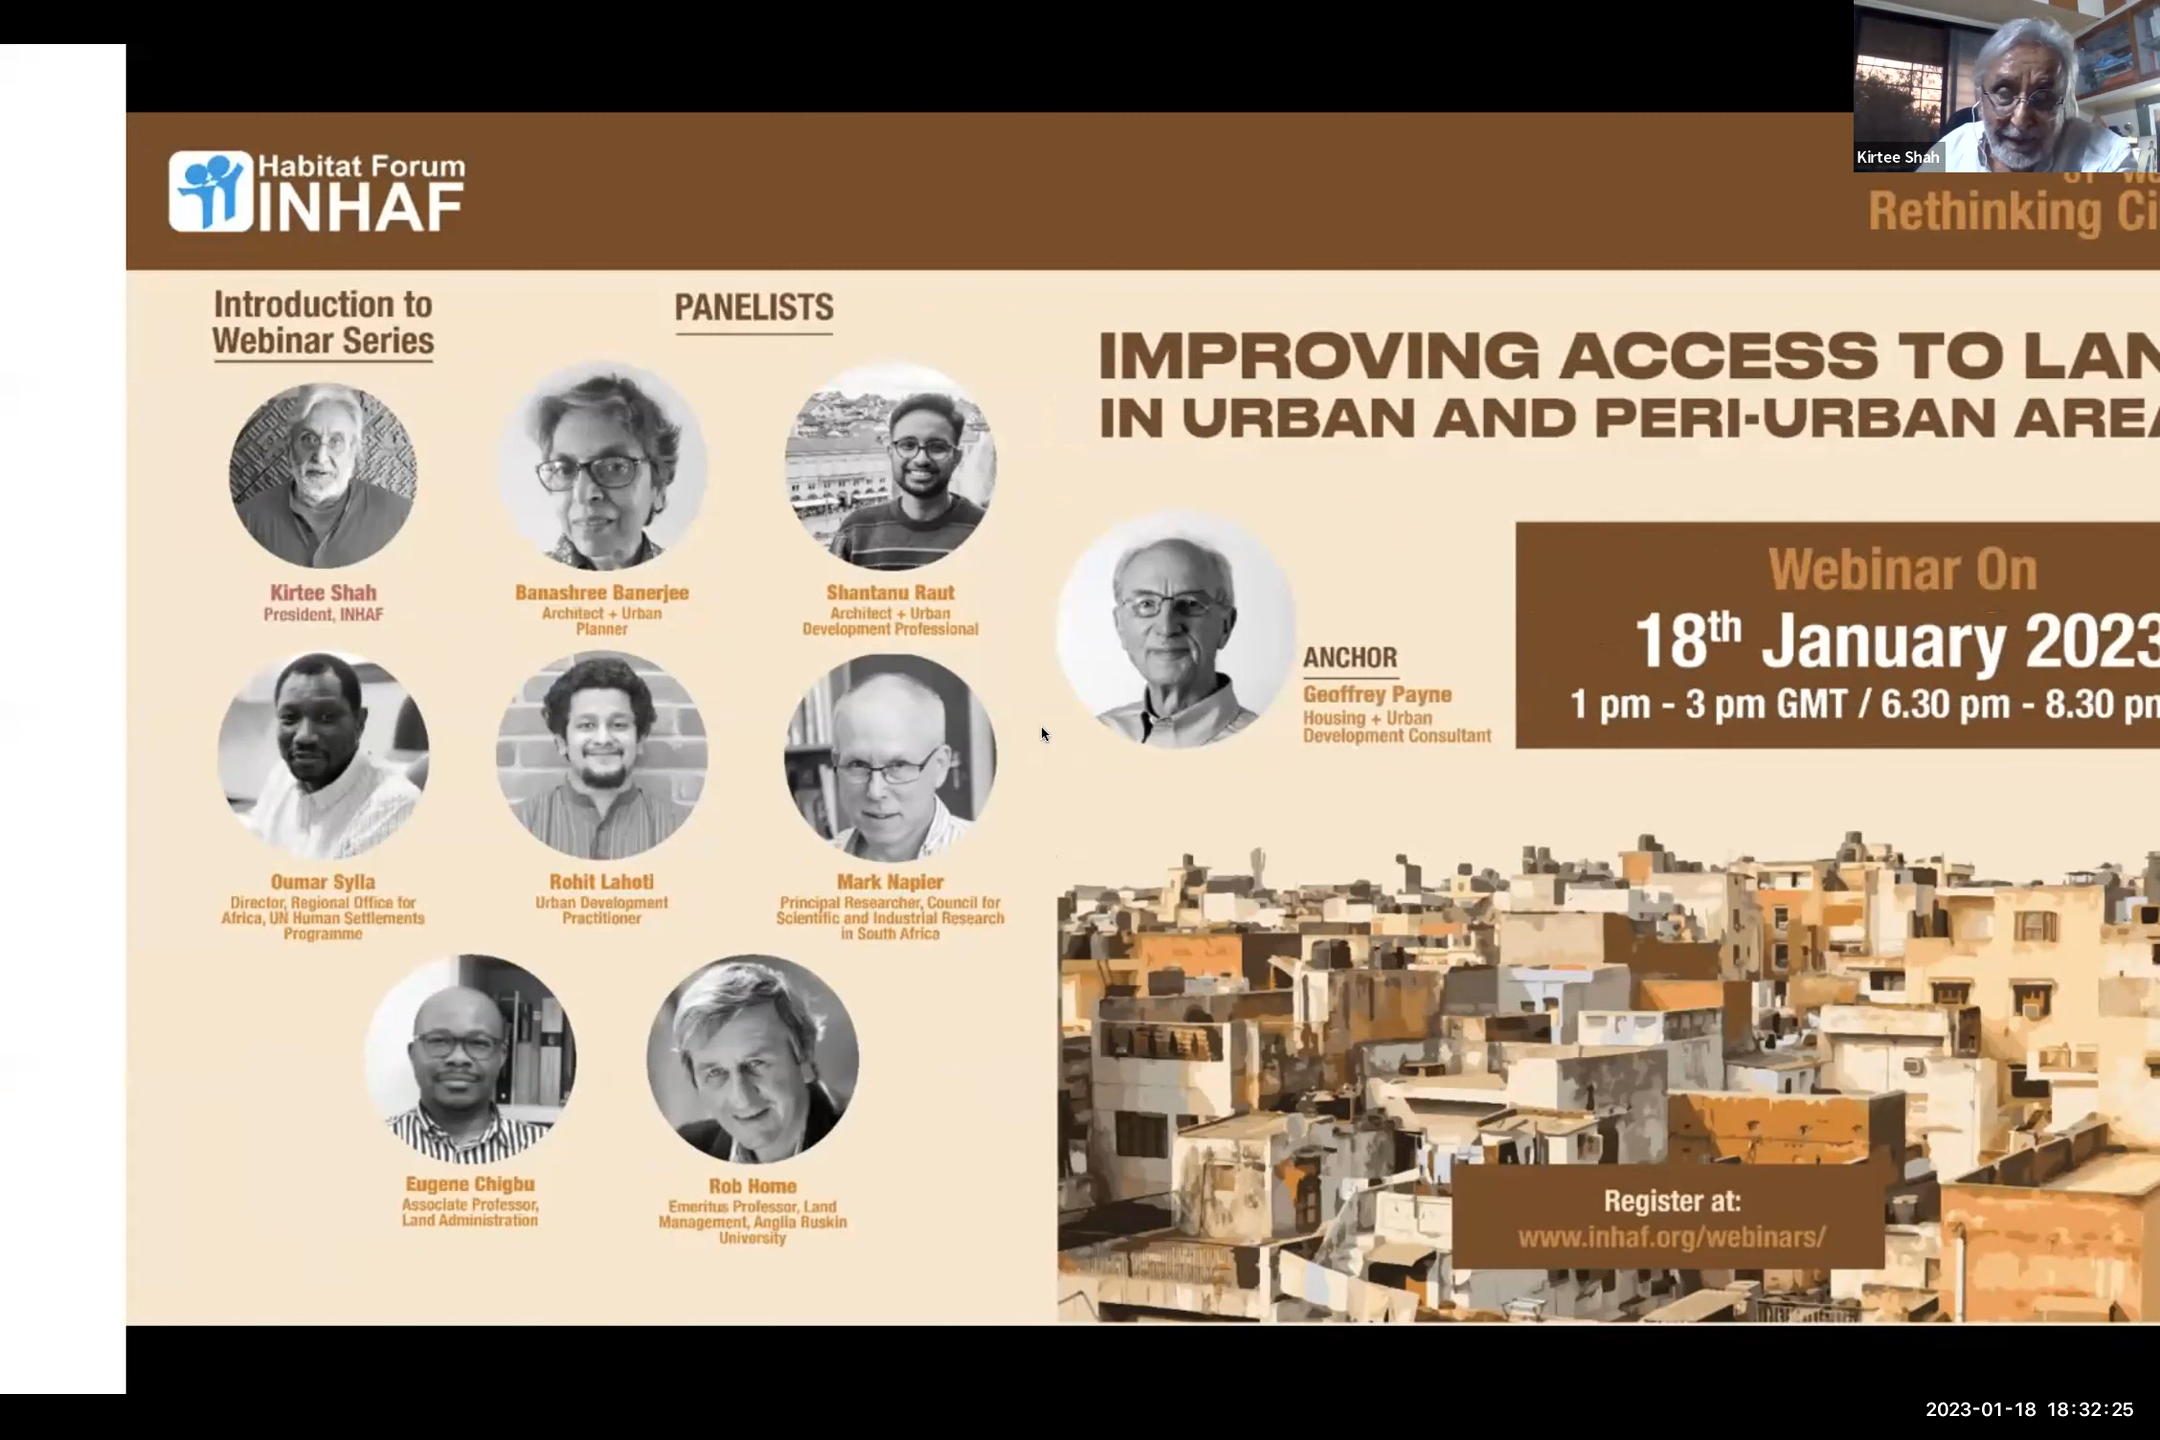 Kirtee Shah
Habitat Forum
INHAF
Rethinking Ci
Introduction to
Webinar Series
PANELISTS
Kirtee Shah
President, INHAF
Banashree Banerjee
Architect + Urban
Planner
Shantanu Raut
Architect + Urban
Development Professional
Oumar Sylla
Director, Regional Office for
Africa, UN Human Settlements
Programme
Rohit Lahoti
Urban Development
Practitioner
Mark Napier
Principal Researcher, Council for
Scientific and Industrial Research
in South Africa
Eugene Chigbu
Associate Professor,
Land Administration
Rob Home
Emeritus Professor, Land
Management, Anglia Ruskin
University
IMPROVING ACCESS TO LAN
IN URBAN AND PERI-URBAN AREA
ANCHOR
Geoffrey Payne
Housing + Urban
Development Consultant
Webinar On
18th January 2023
1 pm - 3 pm GMT / 6.30 pm - 8.30 pm
Register at:
www.inhaf.org/webinars/
2023-01-18 18:32:25